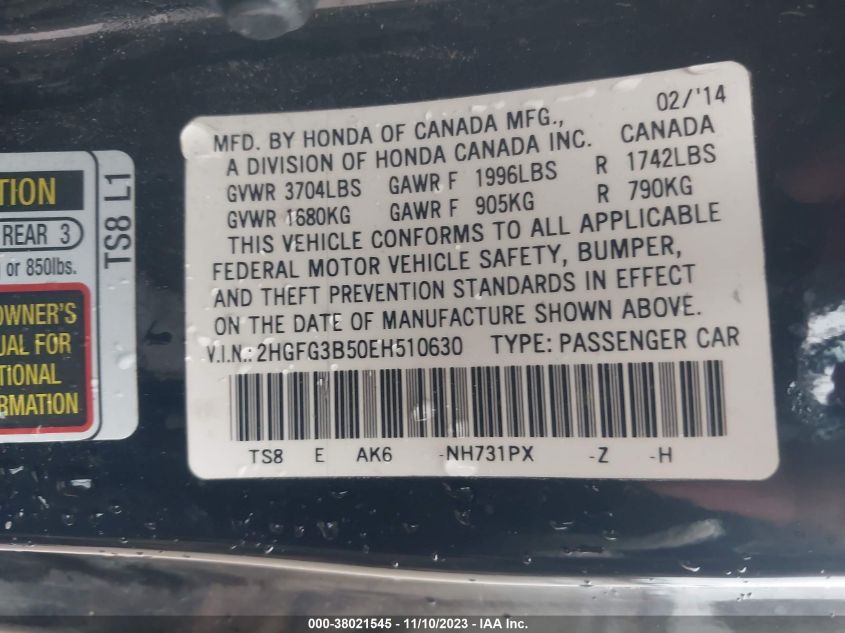 02/'14
MFD. BY HONDA OF CANADA MFG.,
A DIVISION OF HONDA CANADA INC. CANADA
GVWR 3704LBS GAWR F 1996LBS R 1742LBS
GVWR 1680KG GAWR F 905KG R 790KG
THIS VEHICLE CONFORMS TO ALL APPLICABLE
FEDERAL MOTOR VEHICLE SAFETY, BUMPER,
AND THEFT PREVENTION STANDARDS IN EFFECT
ON THE DATE OF MANUFACTURE SHOWN ABOVE.
V.I.N.: 2HGFG3B50EH510630 TYPE: PASSENGER CAR
TS8 E AK6 -NH731PX -Z -H
TION
REAR 3
or 850lbs.
OWNER'S
UAL FOR
TIONAL
RMATION
TS8 L1
000-38021545 — 11/10/2023 — IAA Inc.